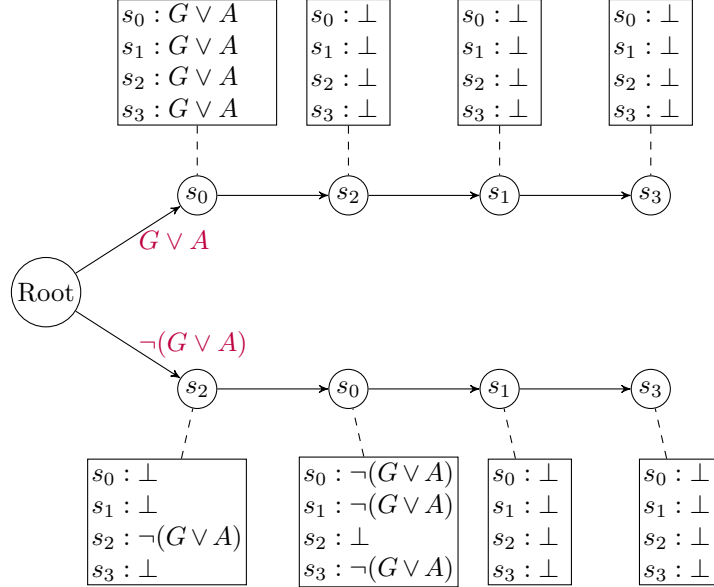 s₀ : G ∨ A
s₁ : G ∨ A
s₂ : G ∨ A
s₃ : G ∨ A
s₀ : ⊥
s₁ : ⊥
s₂ : ⊥
s₃ : ⊥
s₀ : ⊥
s₁ : ⊥
s₂ : ⊥
s₃ : ⊥
s₀ : ⊥
s₁ : ⊥
s₂ : ⊥
s₃ : ⊥
s₀
s₂
s₁
s₃
G ∨ A
Root
¬(G ∨ A)
s₂
s₀
s₁
s₃
s₀ : ⊥
s₁ : ⊥
s₂ : ¬(G ∨ A)
s₃ : ⊥
s₀ : ¬(G ∨ A)
s₁ : ¬(G ∨ A)
s₂ : ⊥
s₃ : ¬(G ∨ A)
s₀ : ⊥
s₁ : ⊥
s₂ : ⊥
s₃ : ⊥
s₀ : ⊥
s₁ : ⊥
s₂ : ⊥
s₃ : ⊥